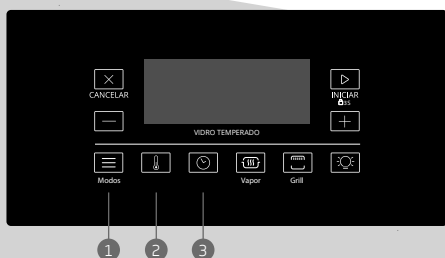 CANCELAR
INICIAR
3S
VIDRO TEMPERADO
Modos
Vapor
Grill
1 2 3